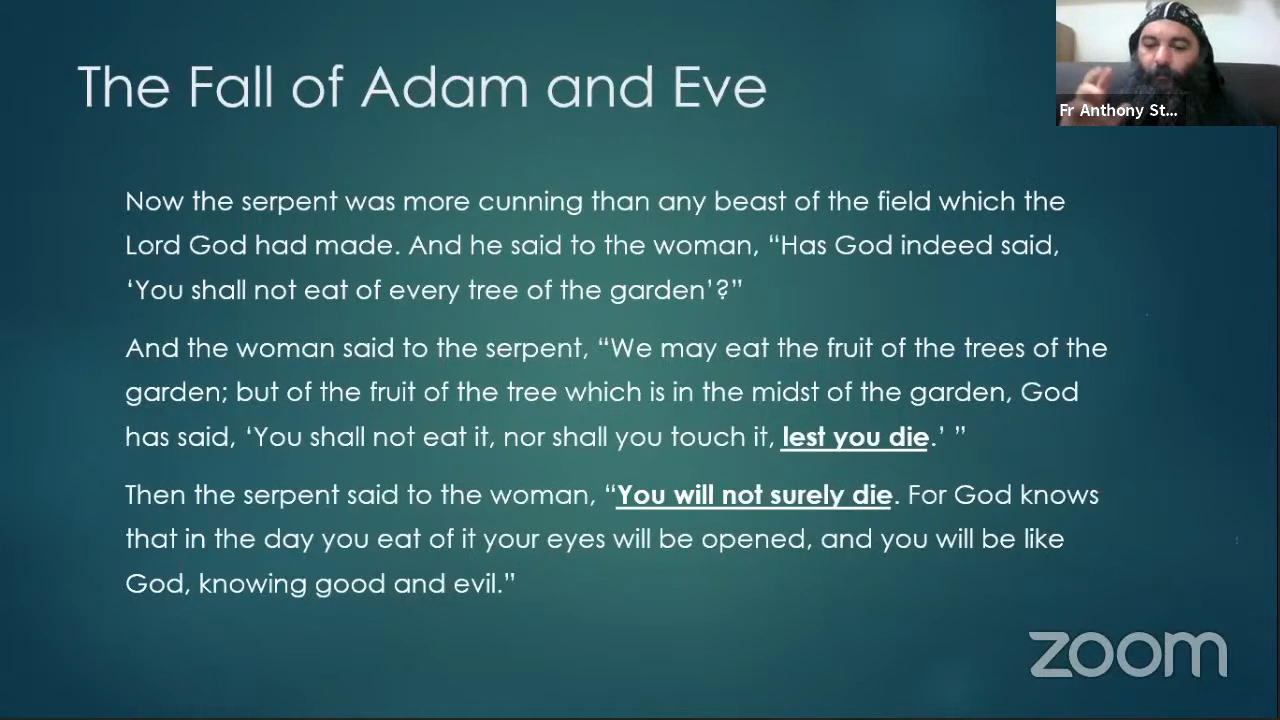 The Fall of Adam and Eve
Fr Anthony St...
Now the serpent was more cunning than any beast of the field which the
Lord God had made. And he said to the woman, “Has God indeed said,
‘You shall not eat of every tree of the garden’?”
And the woman said to the serpent, “We may eat the fruit of the trees of the
garden; but of the fruit of the tree which is in the midst of the garden, God
has said, ‘You shall not eat it, nor shall you touch it, lest you die.’ ”
Then the serpent said to the woman, “You will not surely die. For God knows
that in the day you eat of it your eyes will be opened, and you will be like
God, knowing good and evil.”
zoom